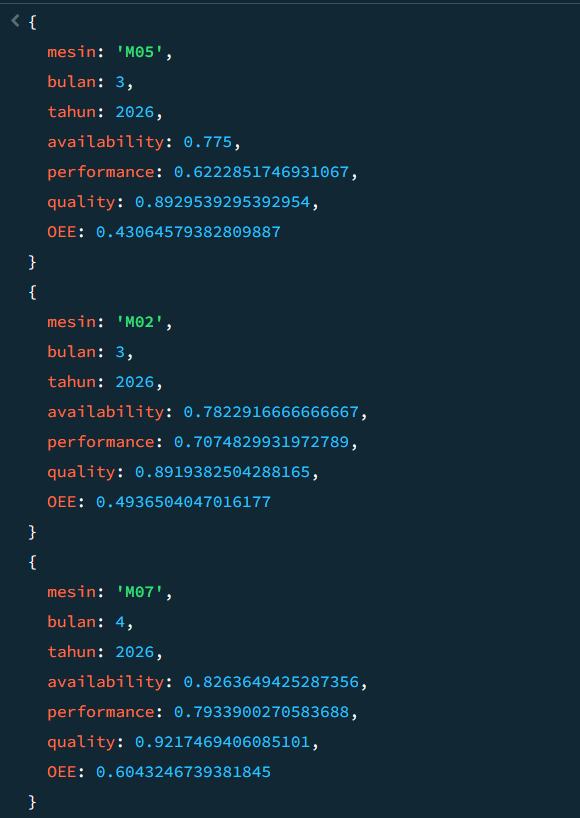 {
mesin: 'M05',
bulan: 3,
tahun: 2026,
availability: 0.775,
performance: 0.6222851746931067,
quality: 0.8929539295392954,
OEE: 0.43064579382809887
}
{
mesin: 'M02',
bulan: 3,
tahun: 2026,
availability: 0.7822916666666667,
performance: 0.7074829931972789,
quality: 0.8919382504288165,
OEE: 0.4936504047016177
}
{
mesin: 'M07',
bulan: 4,
tahun: 2026,
availability: 0.8263649425287356,
performance: 0.7933900270583688,
quality: 0.9217469406085101,
OEE: 0.6043246739381845
}